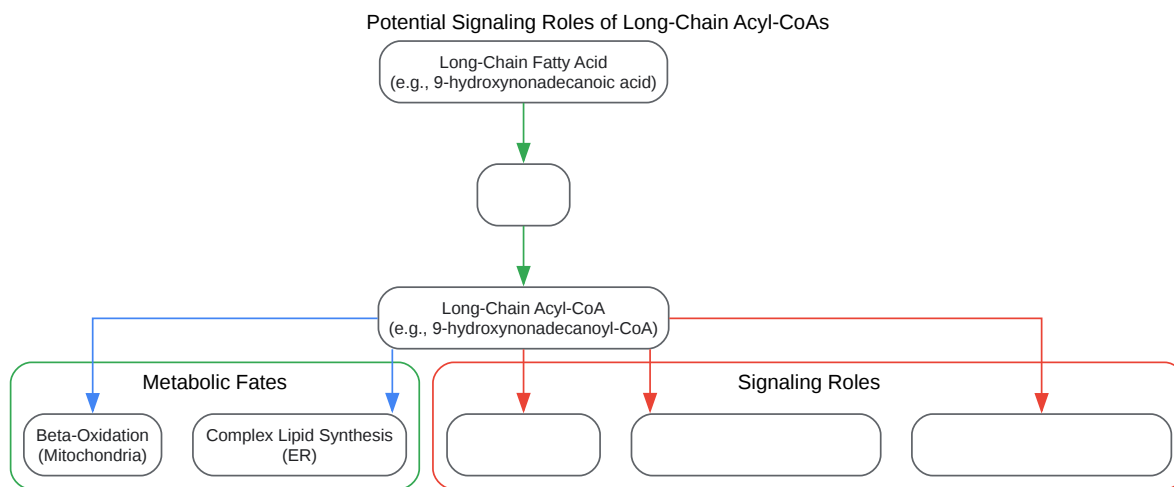 Potential Signaling Roles of Long-Chain Acyl-CoAs
Long-Chain Fatty Acid
(e.g., 9-hydroxynonadecanoic acid)
Long-Chain Acyl-CoA
(e.g., 9-hydroxynonadecanoyl-CoA)
Metabolic Fates
Beta-Oxidation
(Mitochondria)
Complex Lipid Synthesis
(ER)
Signaling Roles